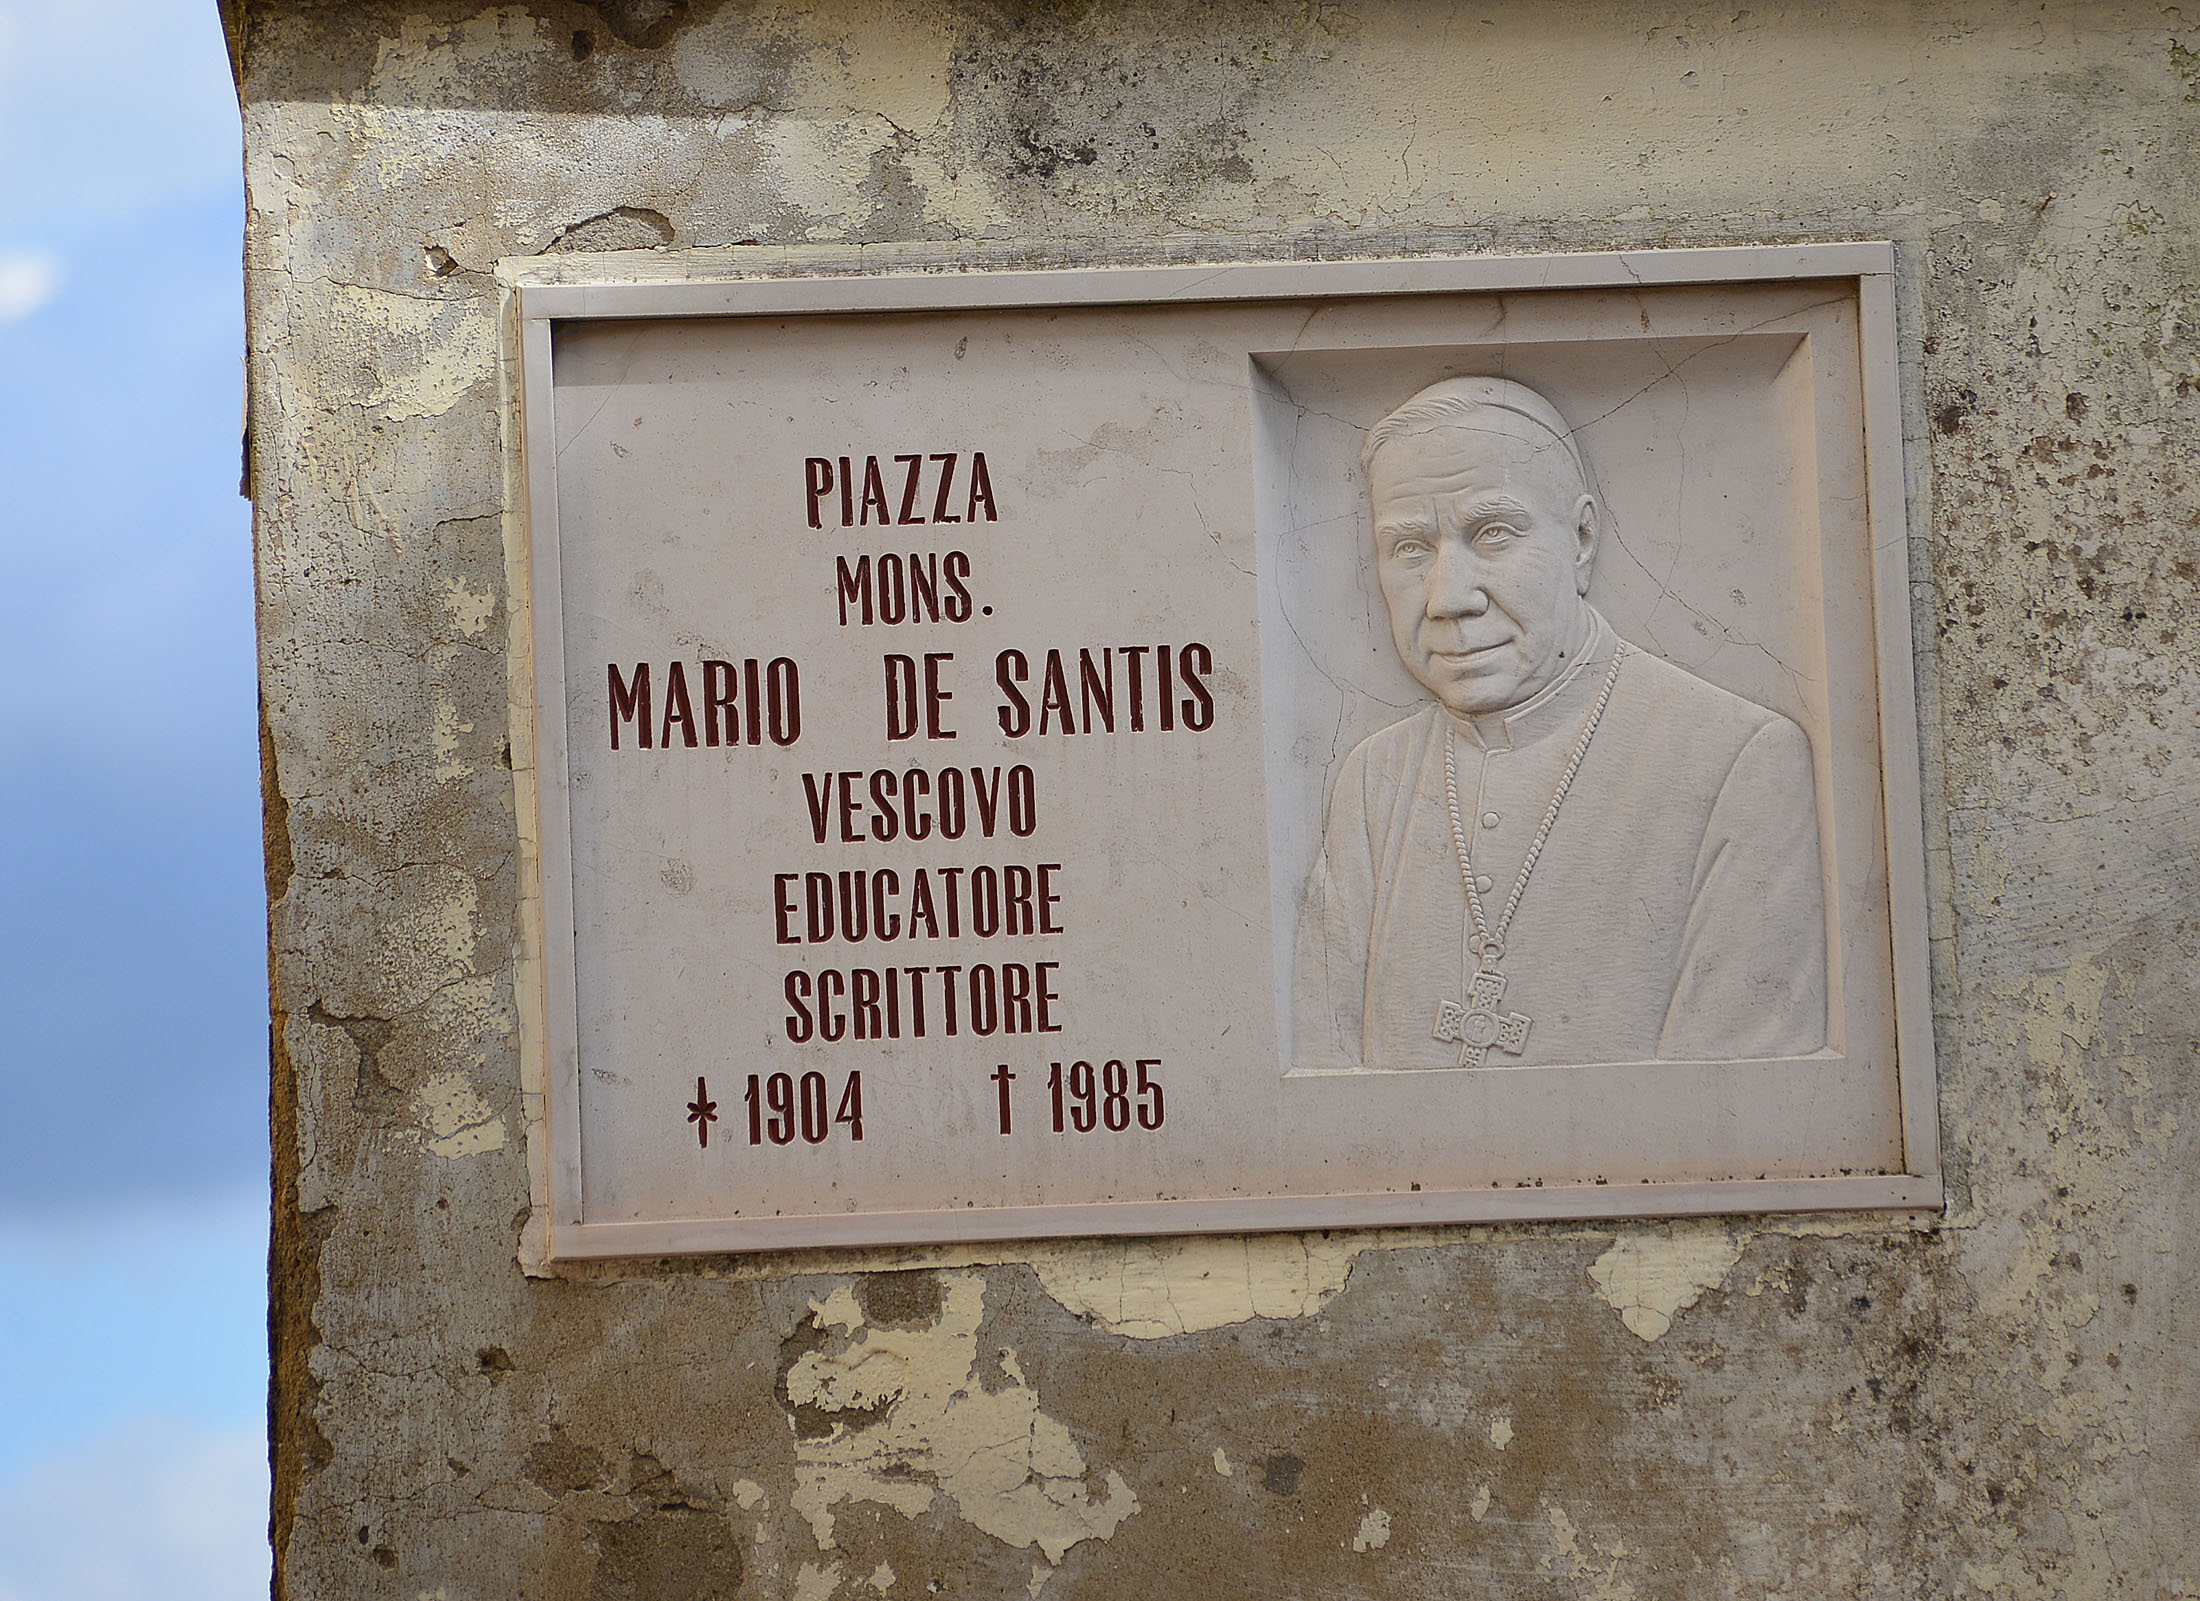 PIAZZA
MONS.
MARIO DE SANTIS
VESCOVO
EDUCATORE
SCRITTORE
* 1904 † 1985